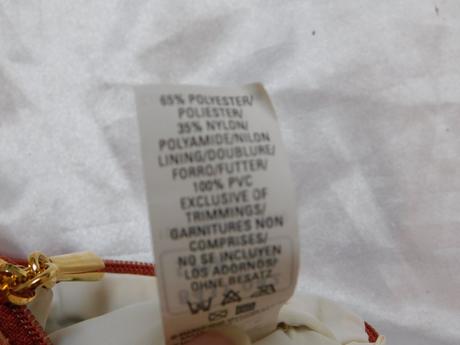 65% POLYESTER/
POLIESTER/
35% NYLON/
POLYAMIDE/NILON
LINING/DOUBLURE/
FORRO/FUTTER/
100% PVC
EXCLUSIVE OF
TRIMMINGS/
GARNITURES NON
COMPRISES/
NO SE INCLUYEN
LOS ADORNOS/
OHNE BESATZ